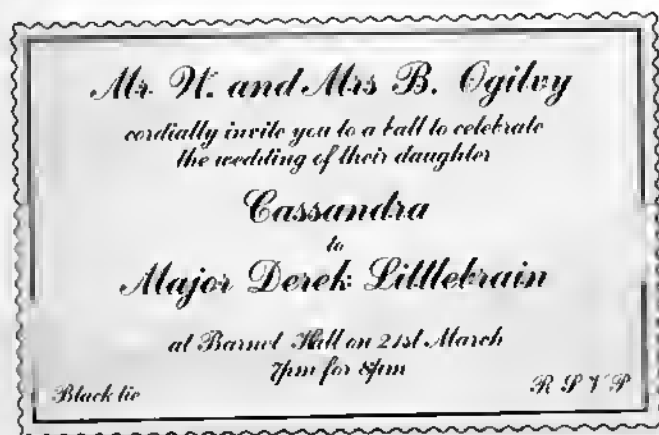 Mr. W. and Mrs B. Ogilvy
cordially invite you to a ball to celebrate
the wedding of their daughter
Cassandra
to
Major Derek Littlebrain
at Barnet Hall on 21st March
7pm for 8pm
Black tie
R S V P